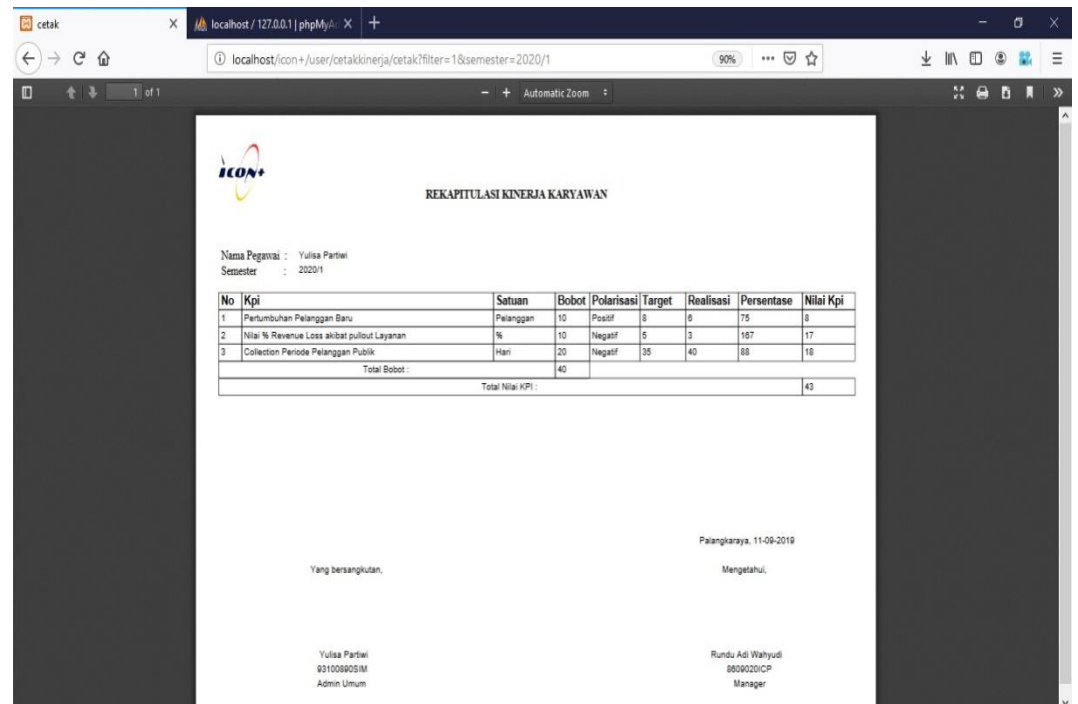 cetak
localhost / 127.0.0.1 | phpMyA
localhost/icon+/user/cetakkinerja/cetak?filter=1&semester=2020/1
90%
1 of 1
Automatic Zoom
icon+
REKAPITULASI KINERJA KARYAWAN
Nama Pegawai : Yulisa Partiwi
Semester : 2020/1
No Kpi Satuan Bobot Polarisasi Target Realisasi Persentase Nilai Kpi
1 Pertumbuhan Pelanggan Baru Pelanggan 10 Positif 8 6 75 8
2 Nilai % Revenue Loss akibat pullout Layanan % 10 Negatif 5 3 167 17
3 Collection Periode Pelanggan Publik Hari 20 Negatif 35 40 88 18
Total Bobot : 40
Total Nilai KPI : 43
Palangkaraya, 11-09-2019
Yang bersangkutan, Mengetahui,
Yulisa Partiwi Rundu Adi Wahyudi
93100890SIM 8609020ICP
Admin Umum Manager